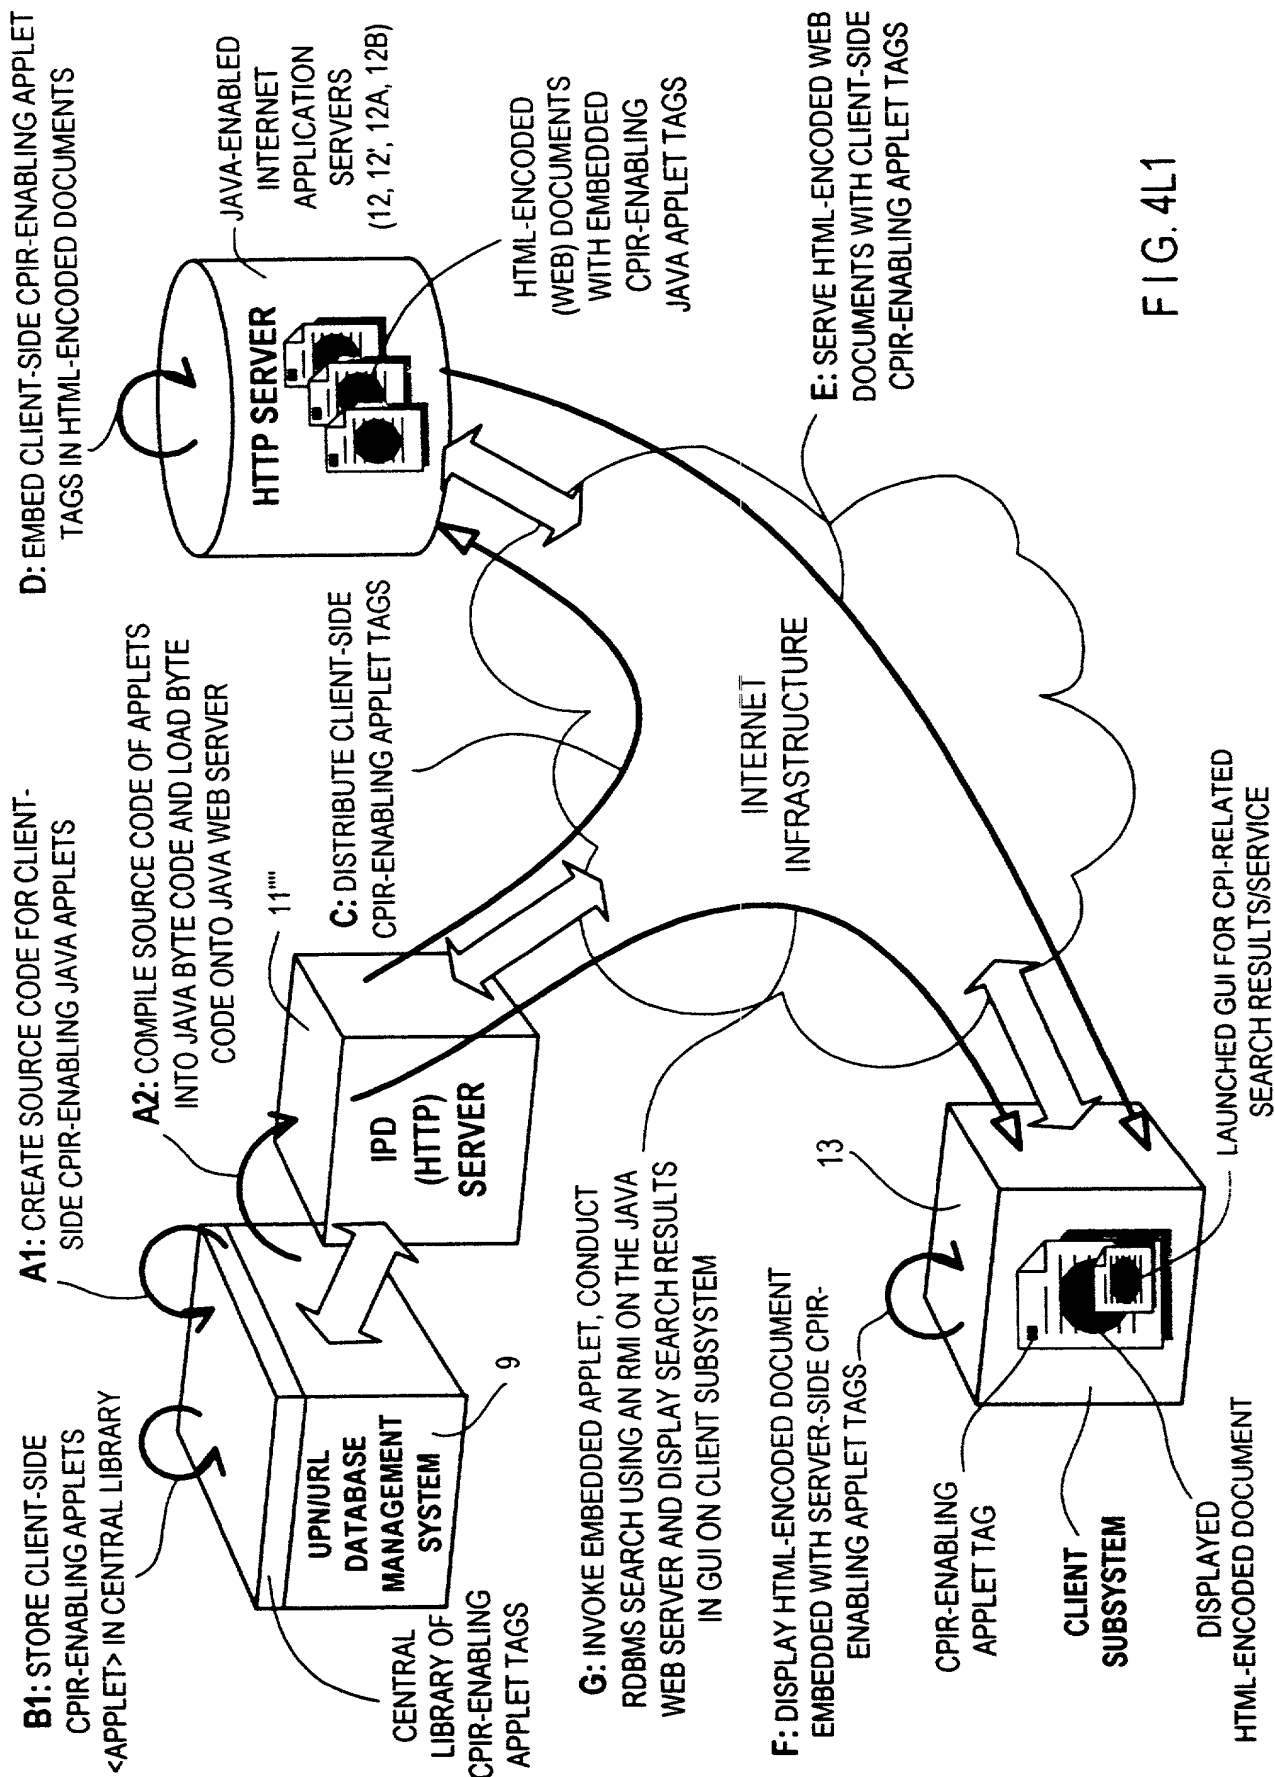 B1: STORE CLIENT-SIDE
CPIR-ENABLING APPLETS
<APPLET> IN CENTRAL LIBRARY
A1: CREATE SOURCE CODE FOR CLIENT-
SIDE CPIR-ENABLING JAVA APPLETS
A2: COMPILE SOURCE CODE OF APPLETS
INTO JAVA BYTE CODE AND LOAD BYTE
CODE ONTO JAVA WEB SERVER
D: EMBED CLIENT-SIDE CPIR-ENABLING APPLET
TAGS IN HTML-ENCODED DOCUMENTS
JAVA-ENABLED
INTERNET
APPLICATION
SERVERS
(12, 12', 12A, 12B)
HTTP SERVER
11""
C: DISTRIBUTE CLIENT-SIDE
CPIR-ENABLING APPLET TAGS
HTML-ENCODED
(WEB) DOCUMENTS
WITH EMBEDDED
CPIR-ENABLING
JAVA APPLET TAGS
UPN/URL
DATABASE
MANAGEMENT
SYSTEM
9
IPD
(HTTP)
SERVER
CENTRAL
LIBRARY OF
CPIR-ENABLING
APPLET TAGS
G: INVOKE EMBEDDED APPLET, CONDUCT
RDBMS SEARCH USING AN RMI ON THE JAVA
WEB SERVER AND DISPLAY SEARCH RESULTS
IN GUI ON CLIENT SUBSYSTEM
INTERNET
INFRASTRUCTURE
E: SERVE HTML-ENCODED WEB
DOCUMENTS WITH CLIENT-SIDE
CPIR-ENABLING APPLET TAGS
F: DISPLAY HTML-ENCODED DOCUMENT
EMBEDDED WITH SERVER-SIDE CPIR-
ENABLING APPLET TAGS
13
CPIR-ENABLING
APPLET TAG
CLIENT
SUBSYSTEM
DISPLAYED
HTML-ENCODED DOCUMENT
LAUNCHED GUI FOR CPI-RELATED
SEARCH RESULTS/SERVICE
FIG. 4L1